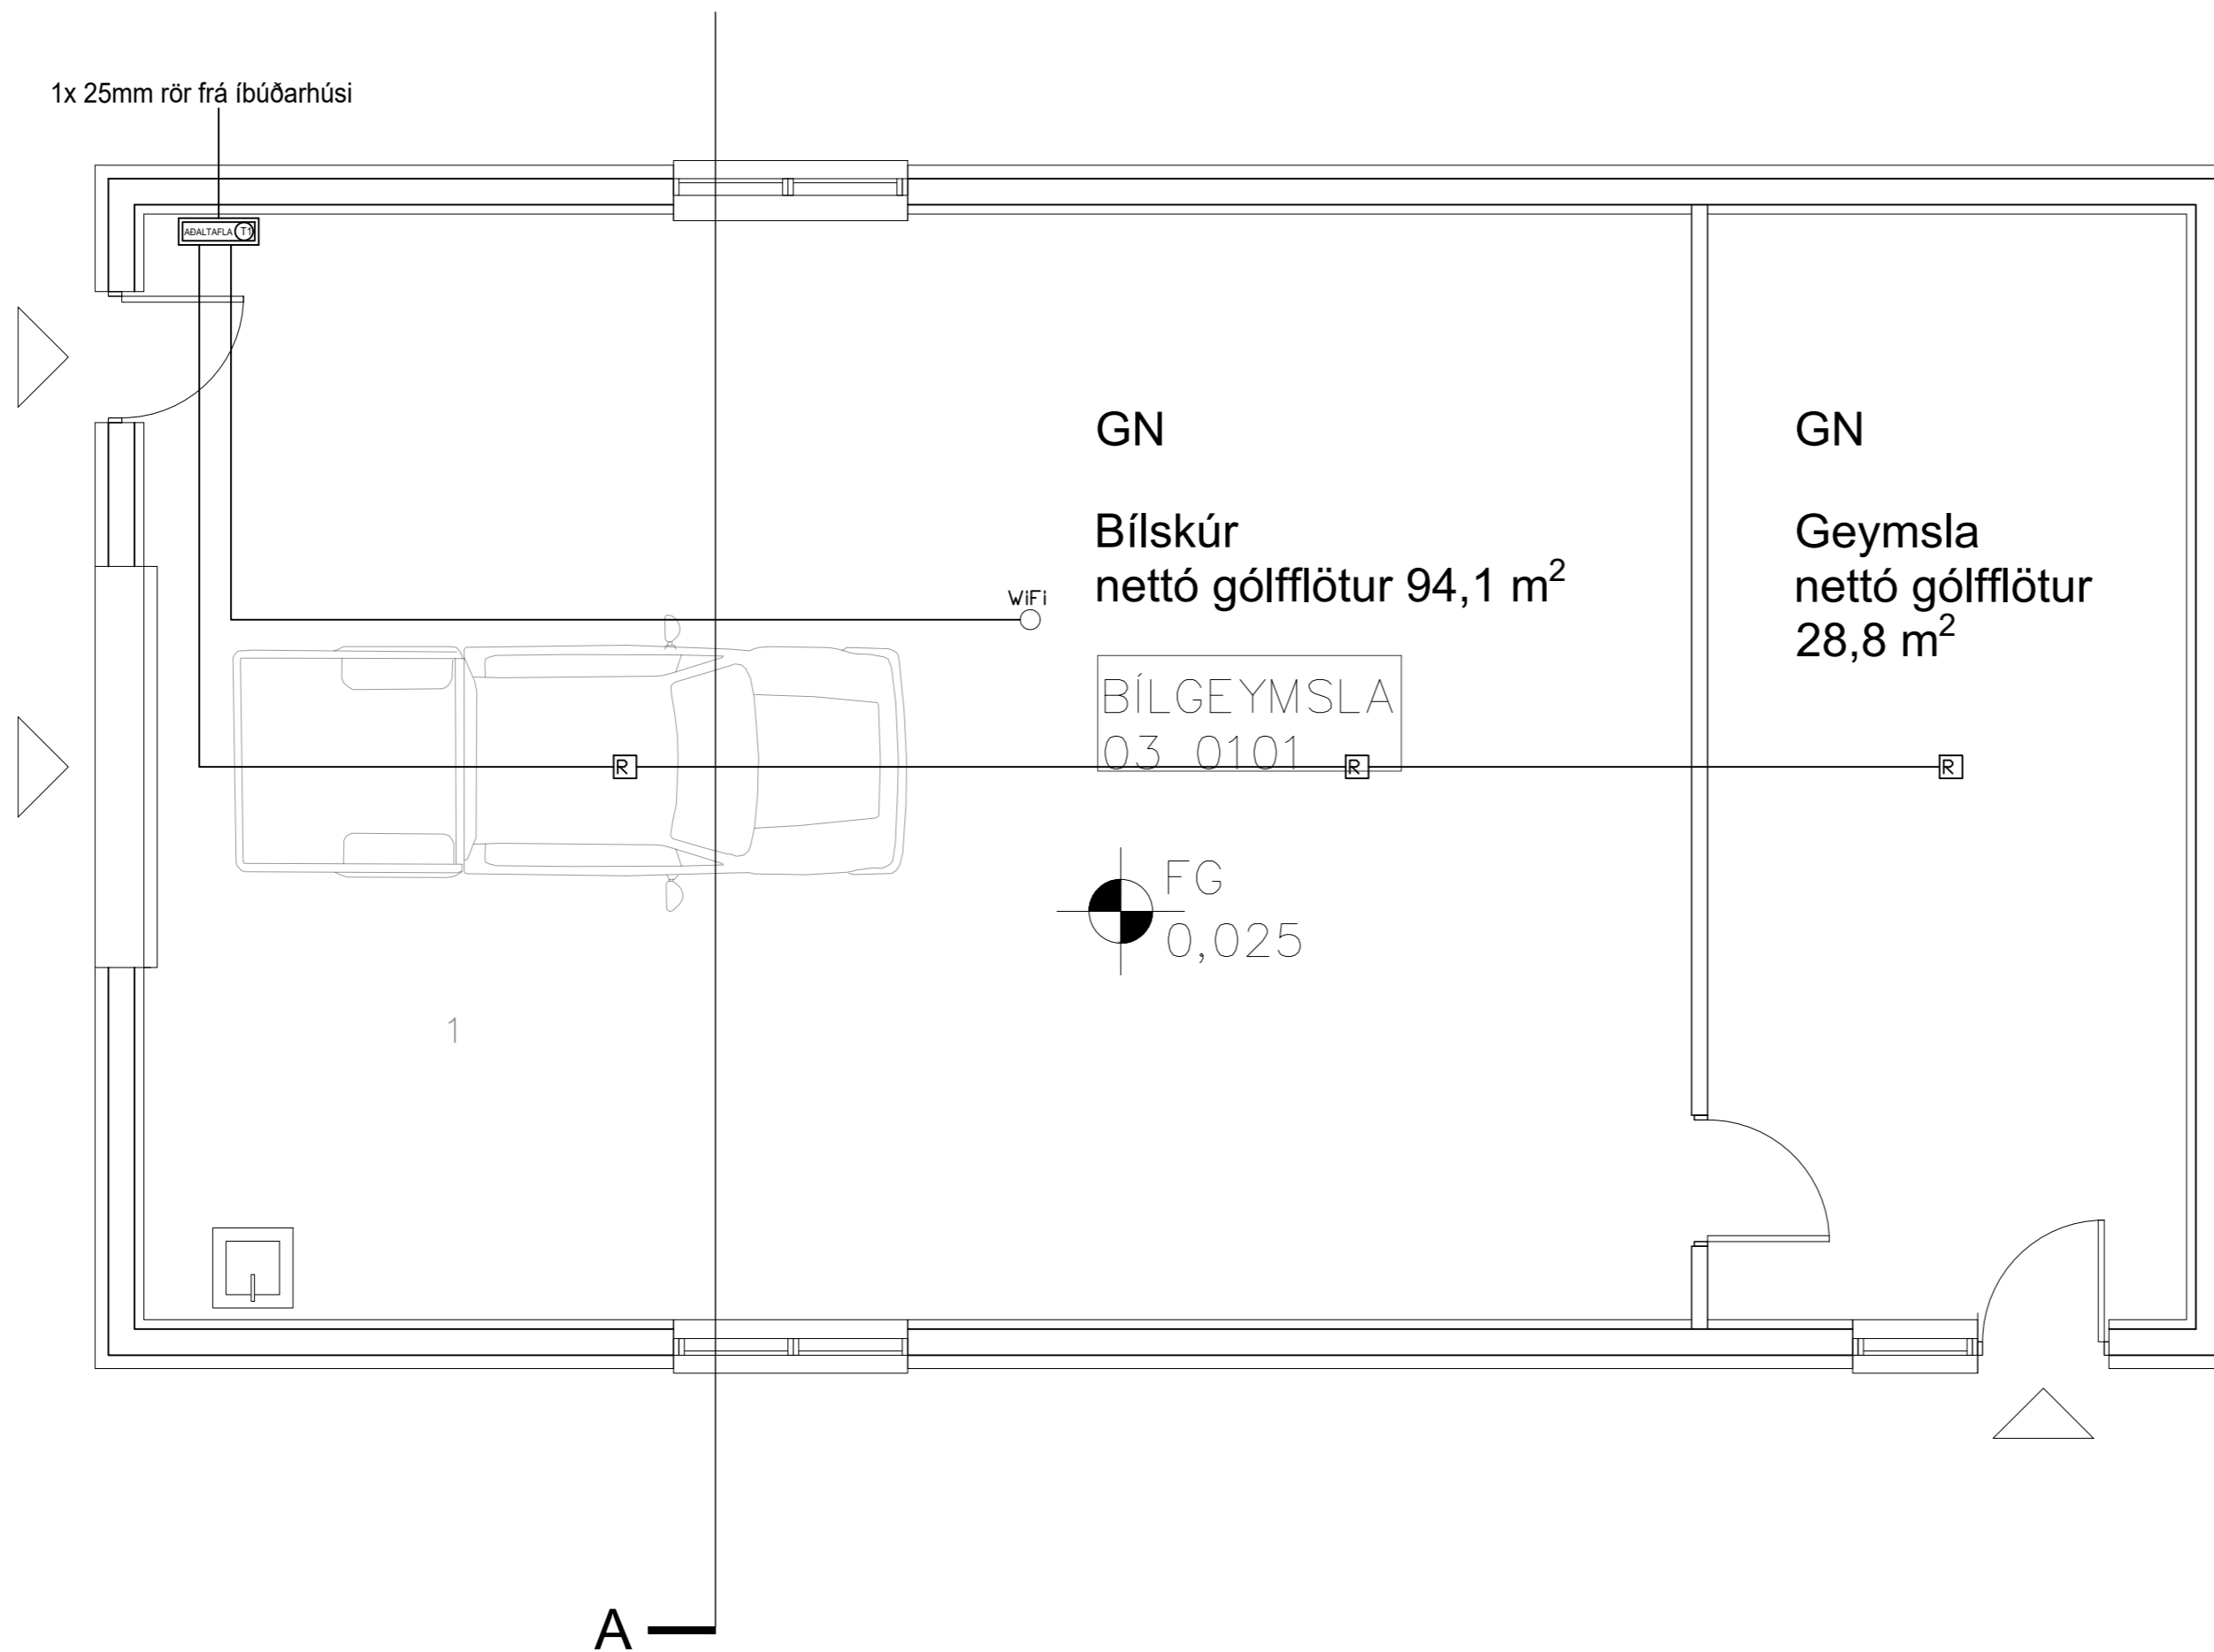 1x 25mm rör frá íbúðarhúsi
AÐALTAFLA T1
GN
Bílskúr
nettó gólfflötur 94,1 m²
GN
Geymsla
nettó gólfflötur
28,8 m²
WiFi
BÍLGEYMSLA
03 0101
R
R
R
FG
0,025
1
A